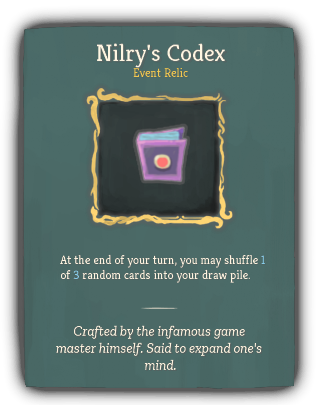 Nilry's Codex
Event Relic
At the end of your turn, you may shuffle 1
of 3 random cards into your draw pile.
Crafted by the infamous game
master himself. Said to expand one's
mind.